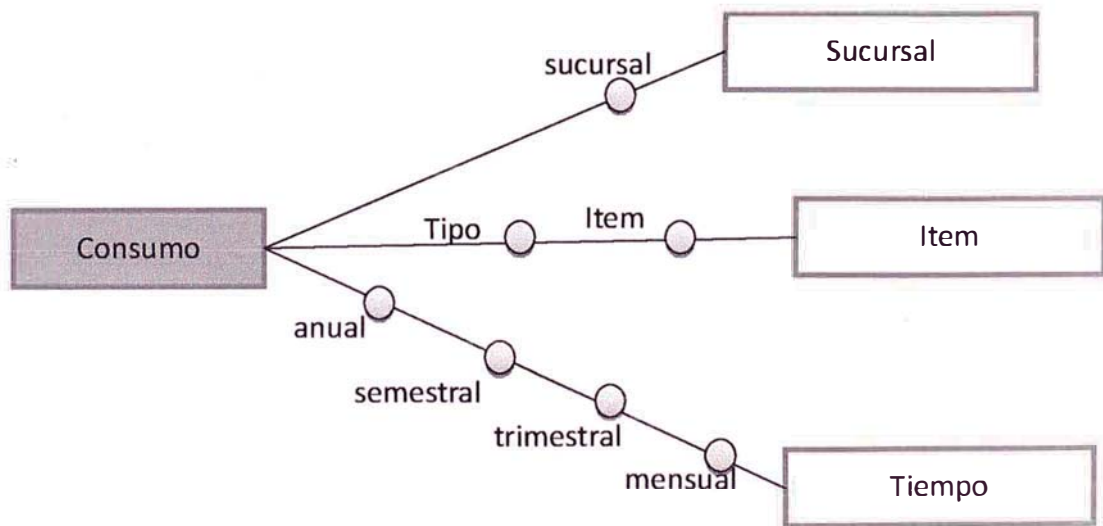 Sucursal
sucursal
Consumo
Tipo
Item
Item
anual
semestral
trimestral
mensual
Tiempo